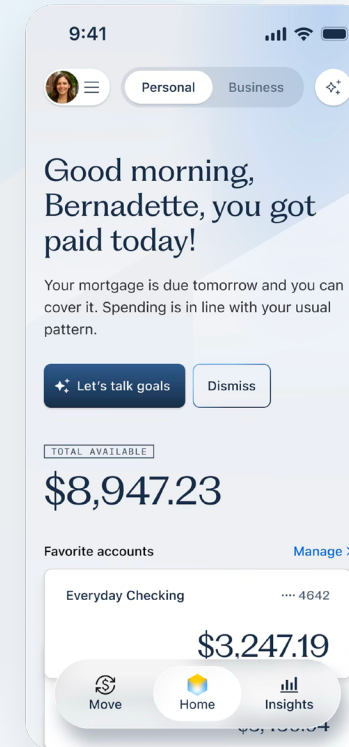 9:41
Personal
Business
Good morning,
Bernadette, you got
paid today!
Your mortgage is due tomorrow and you can
cover it. Spending is in line with your usual
pattern.
Let's talk goals
Dismiss
TOTAL AVAILABLE
$8,947.23
Favorite accounts
Manage
Everyday Checking
···· 4642
$3,247.19
Move
Home
Insights